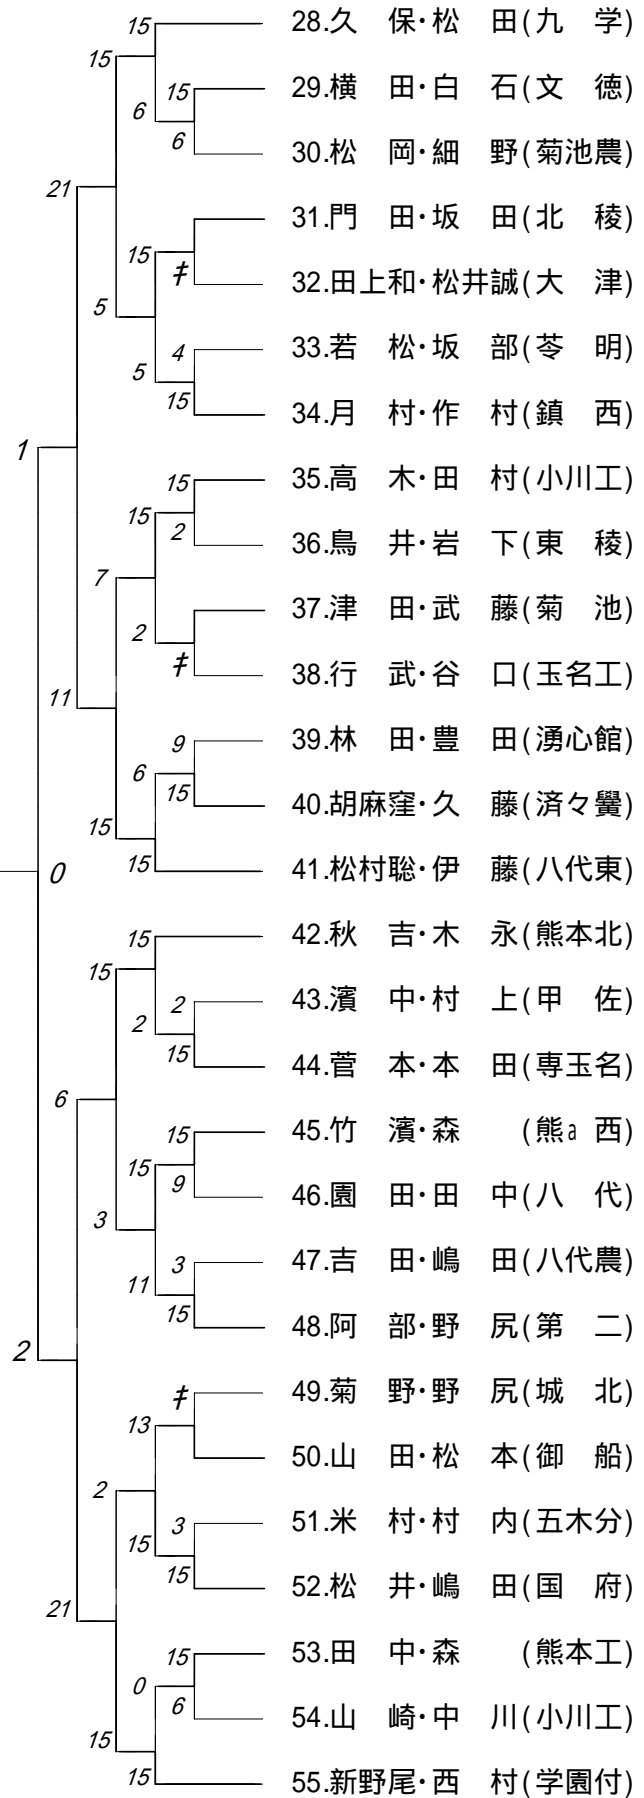 15 28.久　保・松　田(九　学)
15
15 29.横　田・白　石(文　徳)
6
6 30.松　岡・細　野(菊池農)
21
31.門　田・坂　田(北　稜)
15
キ 32.田上和・松井誠(大　津)
5
4 33.若　松・坂　部(苓　明)
5
15 34.月　村・作　村(鎮　西)
1
15 35.高　木・田　村(小川工)
15
2 36.鳥　井・岩　下(東　稜)
7
37.津　田・武　藤(菊　池)
2
キ 38.行　武・谷　口(玉名工)
11
9 39.林　田・豊　田(湧心館)
6
15 40.胡麻窪・久　藤(済々黌)
15
15 41.松村聡・伊　藤(八代東)
0
15 42.秋　吉・木　永(熊本北)
15
2 43.濱　中・村　上(甲　佐)
2
15 44.菅　本・本　田(専玉名)
6
15 45.竹　濱・森　　(熊a 西)
15
9 46.園　田・田　中(八　代)
3
3 47.吉　田・嶋　田(八代農)
11
15 48.阿　部・野　尻(第　二)
2
キ 49.菊　野・野　尻(城　北)
13
50.山　田・松　本(御　船)
2
3 51.米　村・村　内(五木分)
15
15 52.松　井・嶋　田(国　府)
21
15 53.田　中・森　　(熊本工)
0
6 54.山　崎・中　川(小川工)
15
15 55.新野尾・西　村(学園付)